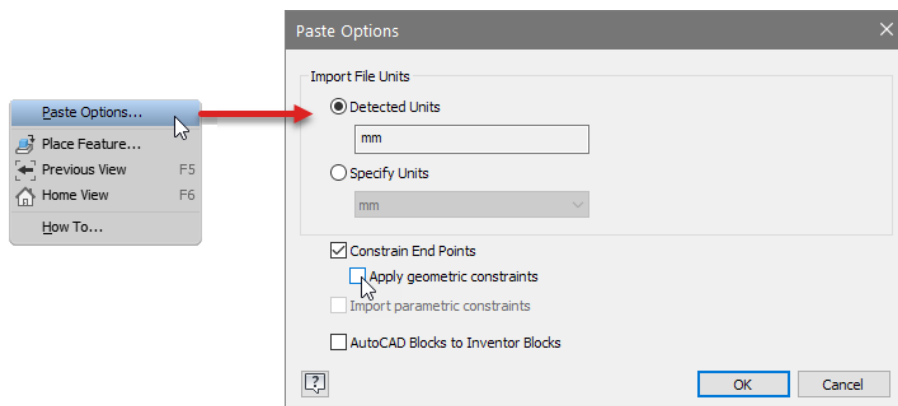 Paste Options...
Place Feature...
Previous View F5
Home View F6
How To...
Paste Options
Import File Units
Detected Units
mm
Specify Units
mm
Constrain End Points
Apply geometric constraints
Import parametric constraints
AutoCAD Blocks to Inventor Blocks
?
OK Cancel